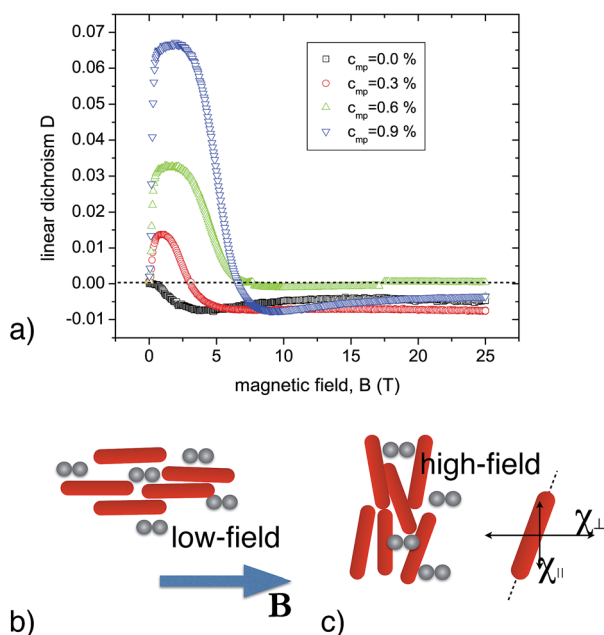 0.07
0.06
0.05
0.04
0.03
0.02
0.01
0.00
-0.01
linear dichroism D
c_mp=0.0 %
c_mp=0.3 %
c_mp=0.6 %
c_mp=0.9 %
0 5 10 15 20 25
magnetic field, B (T)
a)
low-field
B
b)
high-field
χ⊥
χ||
c)